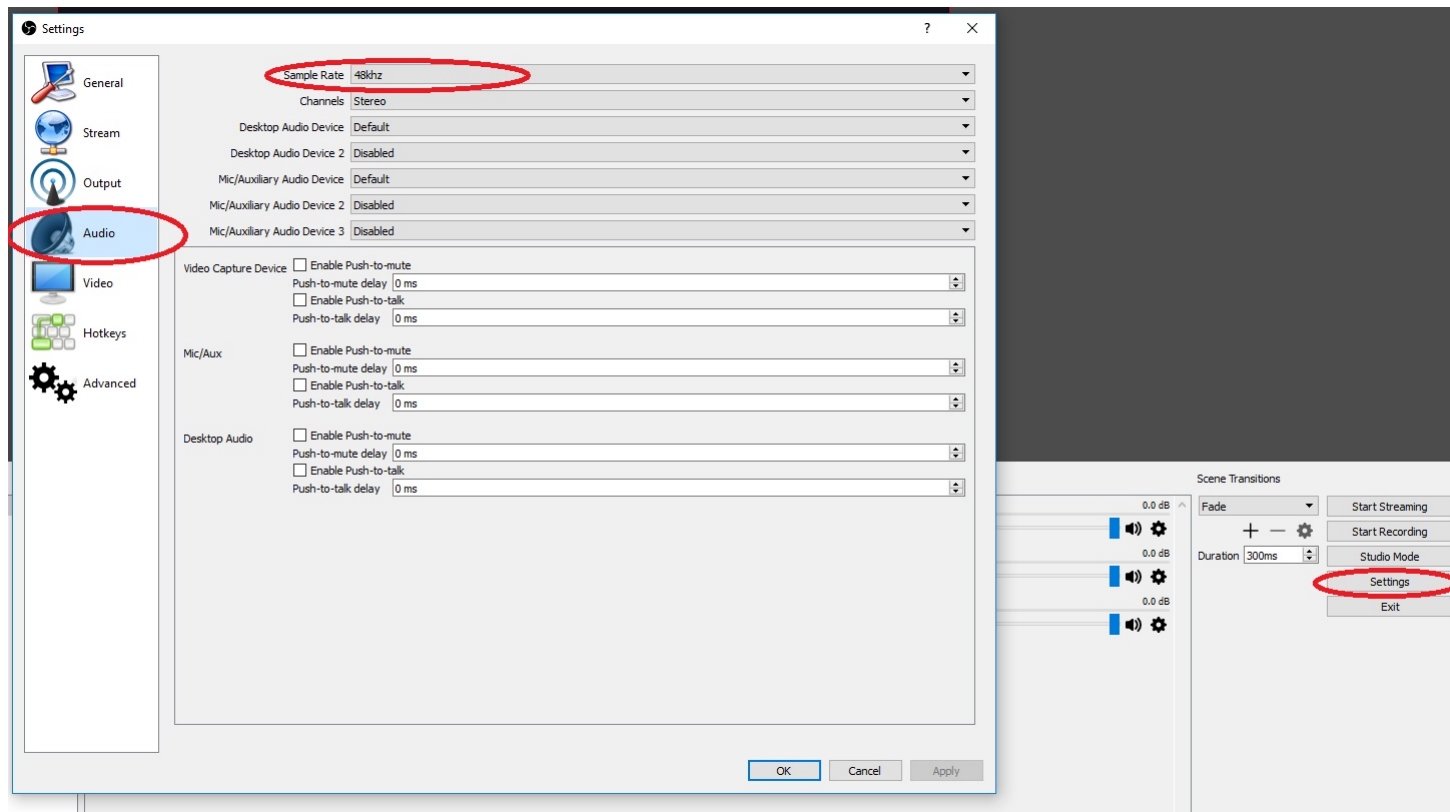 Settings
?
General
Stream
Output
Audio
Video
Hotkeys
Advanced
Sample Rate 48khz
Channels Stereo
Desktop Audio Device Default
Desktop Audio Device 2 Disabled
Mic/Auxiliary Audio Device Default
Mic/Auxiliary Audio Device 2 Disabled
Mic/Auxiliary Audio Device 3 Disabled
Video Capture Device Enable Push-to-mute
Push-to-mute delay 0 ms
Enable Push-to-talk
Push-to-talk delay 0 ms
Mic/Aux Enable Push-to-mute
Push-to-mute delay 0 ms
Enable Push-to-talk
Push-to-talk delay 0 ms
Desktop Audio Enable Push-to-mute
Push-to-mute delay 0 ms
Enable Push-to-talk
Push-to-talk delay 0 ms
OK Cancel Apply
0.0 dB
0.0 dB
0.0 dB
Scene Transitions
Fade
Duration 300ms
Start Streaming
Start Recording
Studio Mode
Settings
Exit